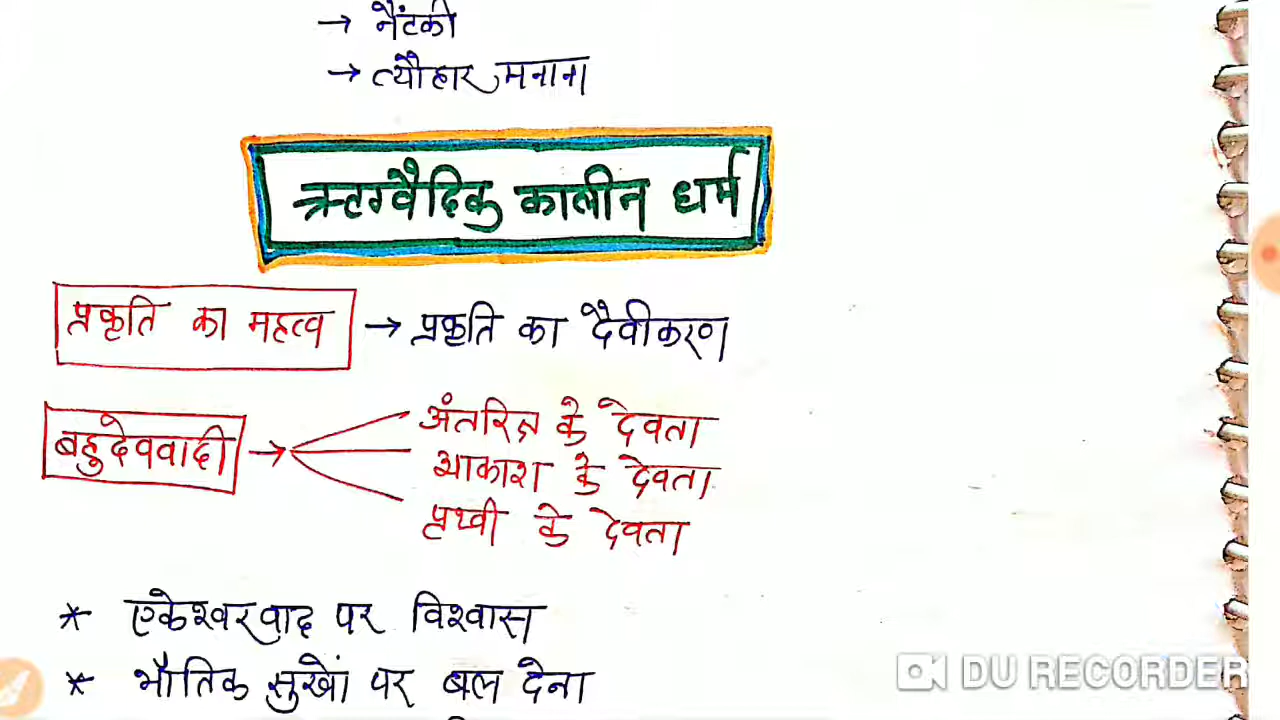 → नैंटकी
→ त्यौहार मनाना
ऋग्वैदिक कालीन धर्म
प्रकृति का महत्व → प्रकृति का दैवीकरण
बहुदेववादी → अंतरिक्ष के देवता
आकाश के देवता
पृथ्वी के देवता
* एकेश्वरवाद पर विश्वास
* भौतिक सुखों पर बल देना
DU RECORDER